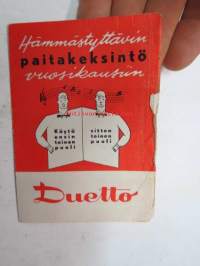 Hämmästyttävin
paitakeksintö
vuosikausiin
Käytä
ensin
toinen
puoli
sitten
toinen
puoli
Duetto